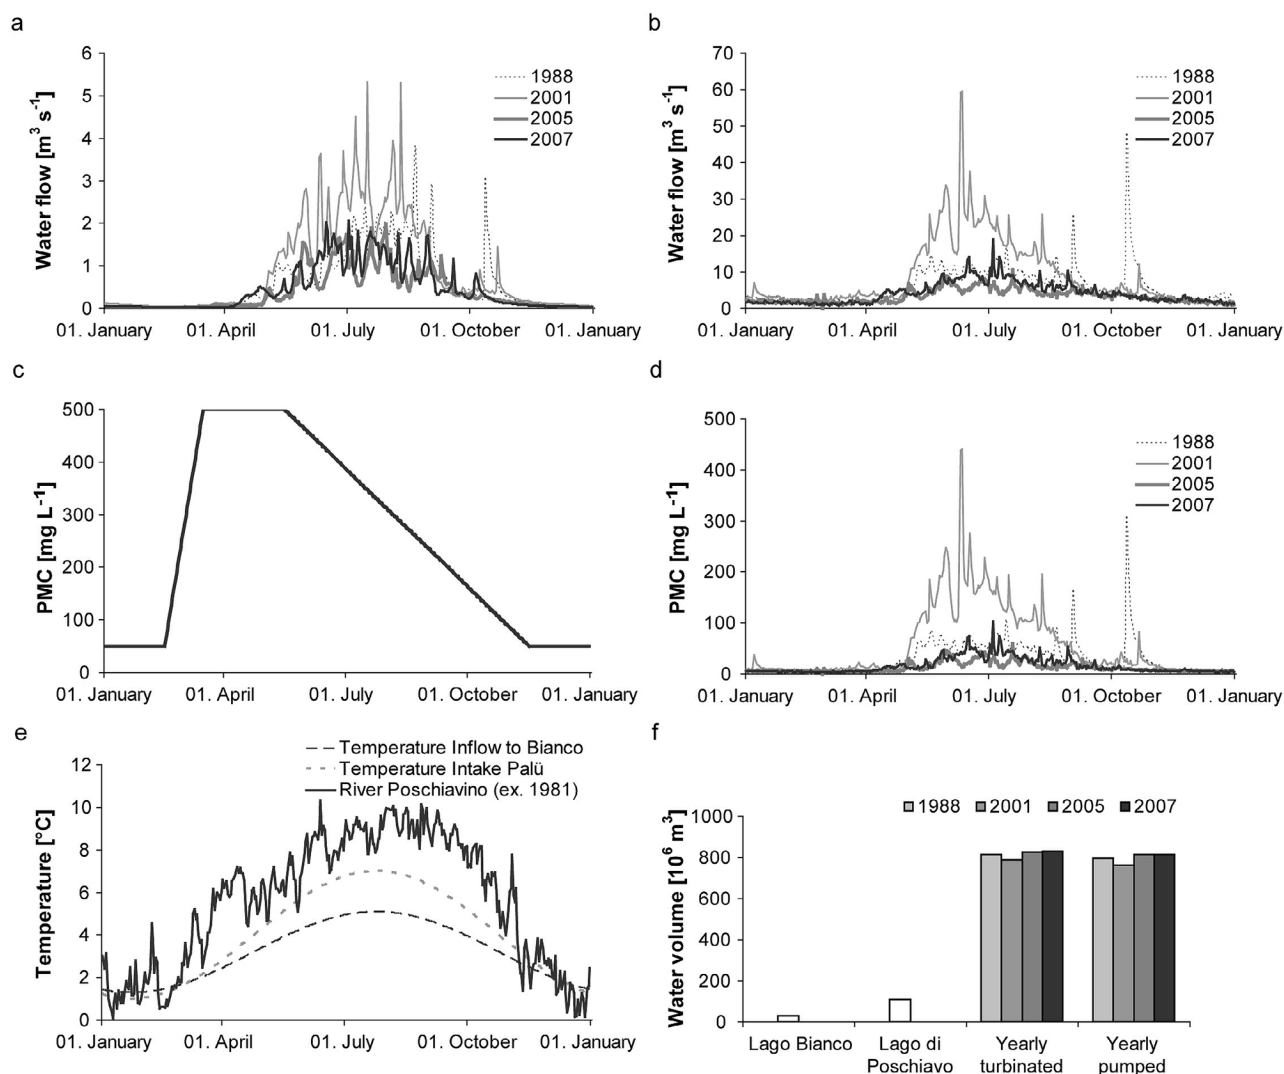 a
Water flow [m³ s⁻¹]
6
5
4
3
2
1
0
1988
2001
2005
2007
01. January
01. April
01. July
01. October
01. January
b
Water flow [m³ s⁻¹]
70
60
50
40
30
20
10
0
1988
2001
2005
2007
01. January
01. April
01. July
01. October
01. January
c
PMC [mg L⁻¹]
500
400
300
200
100
0
01. January
01. April
01. July
01. October
01. January
d
PMC [mg L⁻¹]
500
400
300
200
100
0
1988
2001
2005
2007
01. January
01. April
01. July
01. October
01. January
e
Temperature [°C]
12
10
8
6
4
2
0
Temperature Inflow to Bianco
Temperature Intake Palü
River Poschiavino (ex. 1981)
01. January
01. April
01. July
01. October
01. January
f
Water volume [10⁶ m³]
1000
800
600
400
200
0
1988
2001
2005
2007
Lago Bianco
Lago di
Poschiavo
Yearly
turbinated
Yearly
pumped